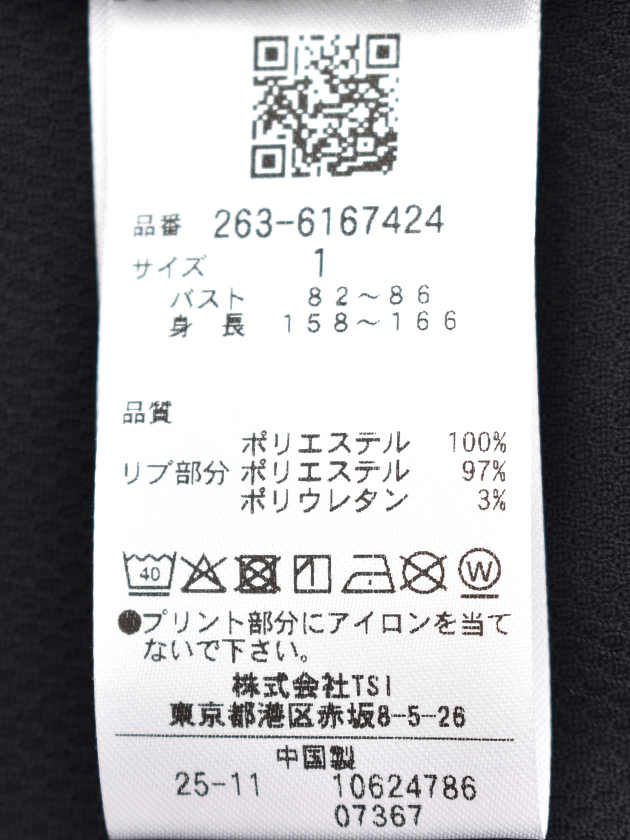 品番 263-6167424
サイズ 1
バスト 82～86
身長 158～166
品質
ポリエステル 100%
リブ部分 ポリエステル 97%
ポリウレタン 3%
40 W
●プリント部分にアイロンを当て
ないで下さい。
株式会社TSI
東京都港区赤坂8-5-26
中国製
25-11 10624786
07367